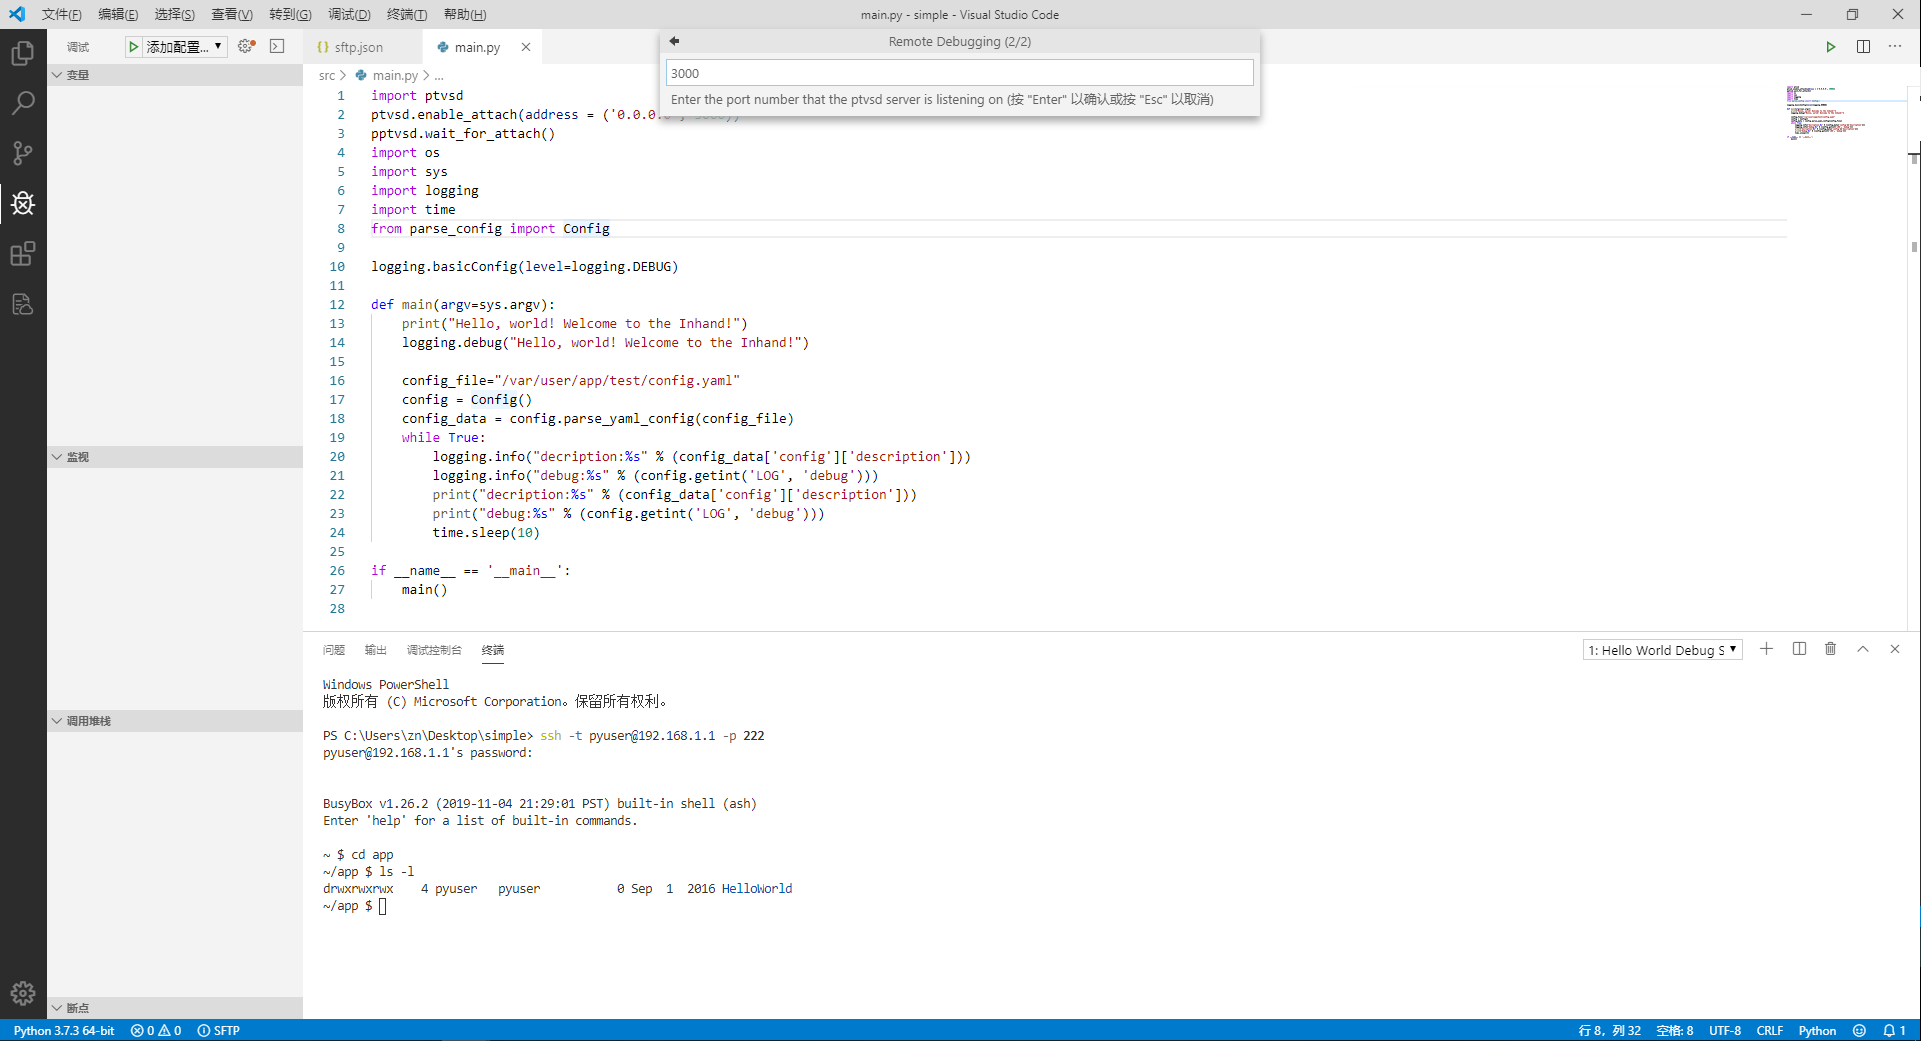 文件(F) 编辑(E) 选择(S) 查看(V) 转到(G) 调试(D) 终端(T) 帮助(H)
main.py - simple - Visual Studio Code
调试
添加配置...
sftp.json
main.py
Remote Debugging (2/2)
变量
src > main.py > ...
3000
Enter the port number that the ptvsd server is listening on (按 "Enter" 以确认或按 "Esc" 以取消)
1 import ptvsd
2 ptvsd.enable_attach(address = ('0.0.0.
3 pptvsd.wait_for_attach()
4 import os
5 import sys
6 import logging
7 import time
8 from parse_config import Config
9
10 logging.basicConfig(level=logging.DEBUG)
11
12 def main(argv=sys.argv):
13 print("Hello, world! Welcome to the Inhand!")
14 logging.debug("Hello, world! Welcome to the Inhand!")
15
16 config_file="/var/user/app/test/config.yaml"
17 config = Config()
18 config_data = config.parse_yaml_config(config_file)
19 while True:
20 logging.info("decription:%s" % (config_data['config']['description']))
21 logging.info("debug:%s" % (config.getint('LOG', 'debug')))
22 print("decription:%s" % (config_data['config']['description']))
23 print("debug:%s" % (config.getint('LOG', 'debug')))
24 time.sleep(10)
25
26 if __name__ == '__main__':
27 main()
28
监视
调用堆栈
断点
问题 输出 调试控制台 终端
1: Hello World Debug S
Windows PowerShell
版权所有 (C) Microsoft Corporation。保留所有权利。
PS C:\Users\zn\Desktop\simple> ssh -t pyuser@192.168.1.1 -p 222
pyuser@192.168.1.1's password:
BusyBox v1.26.2 (2019-11-04 21:29:01 PST) built-in shell (ash)
Enter 'help' for a list of built-in commands.
~ $ cd app
~/app $ ls -l
drwxrwxrwx 4 pyuser pyuser 0 Sep 1 2016 HelloWorld
~/app $
Python 3.7.3 64-bit 0 0 SFTP
行 8，列 32 空格: 8 UTF-8 CRLF Python 1